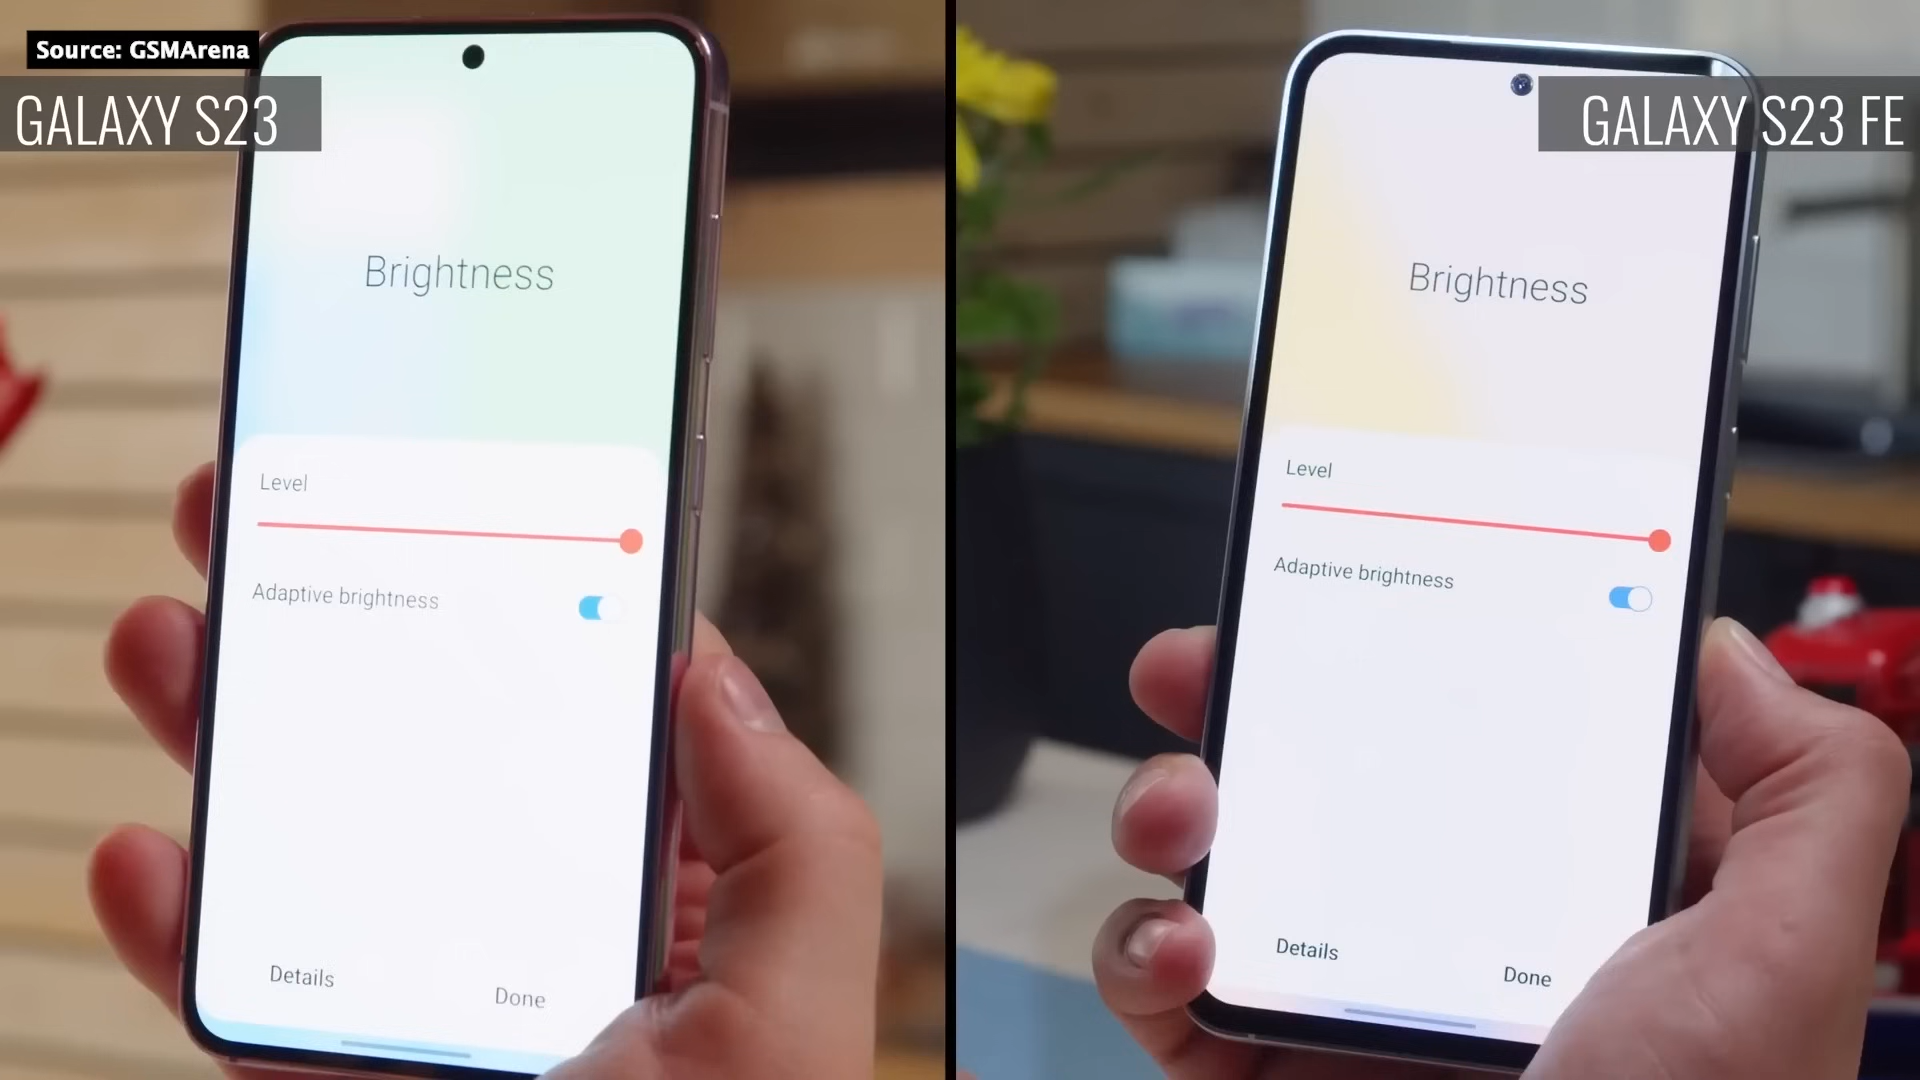 Source: GSMArena
GALAXY S23
Brightness
Level
Adaptive brightness
Details
Done
GALAXY S23 FE
Brightness
Level
Adaptive brightness
Details
Done